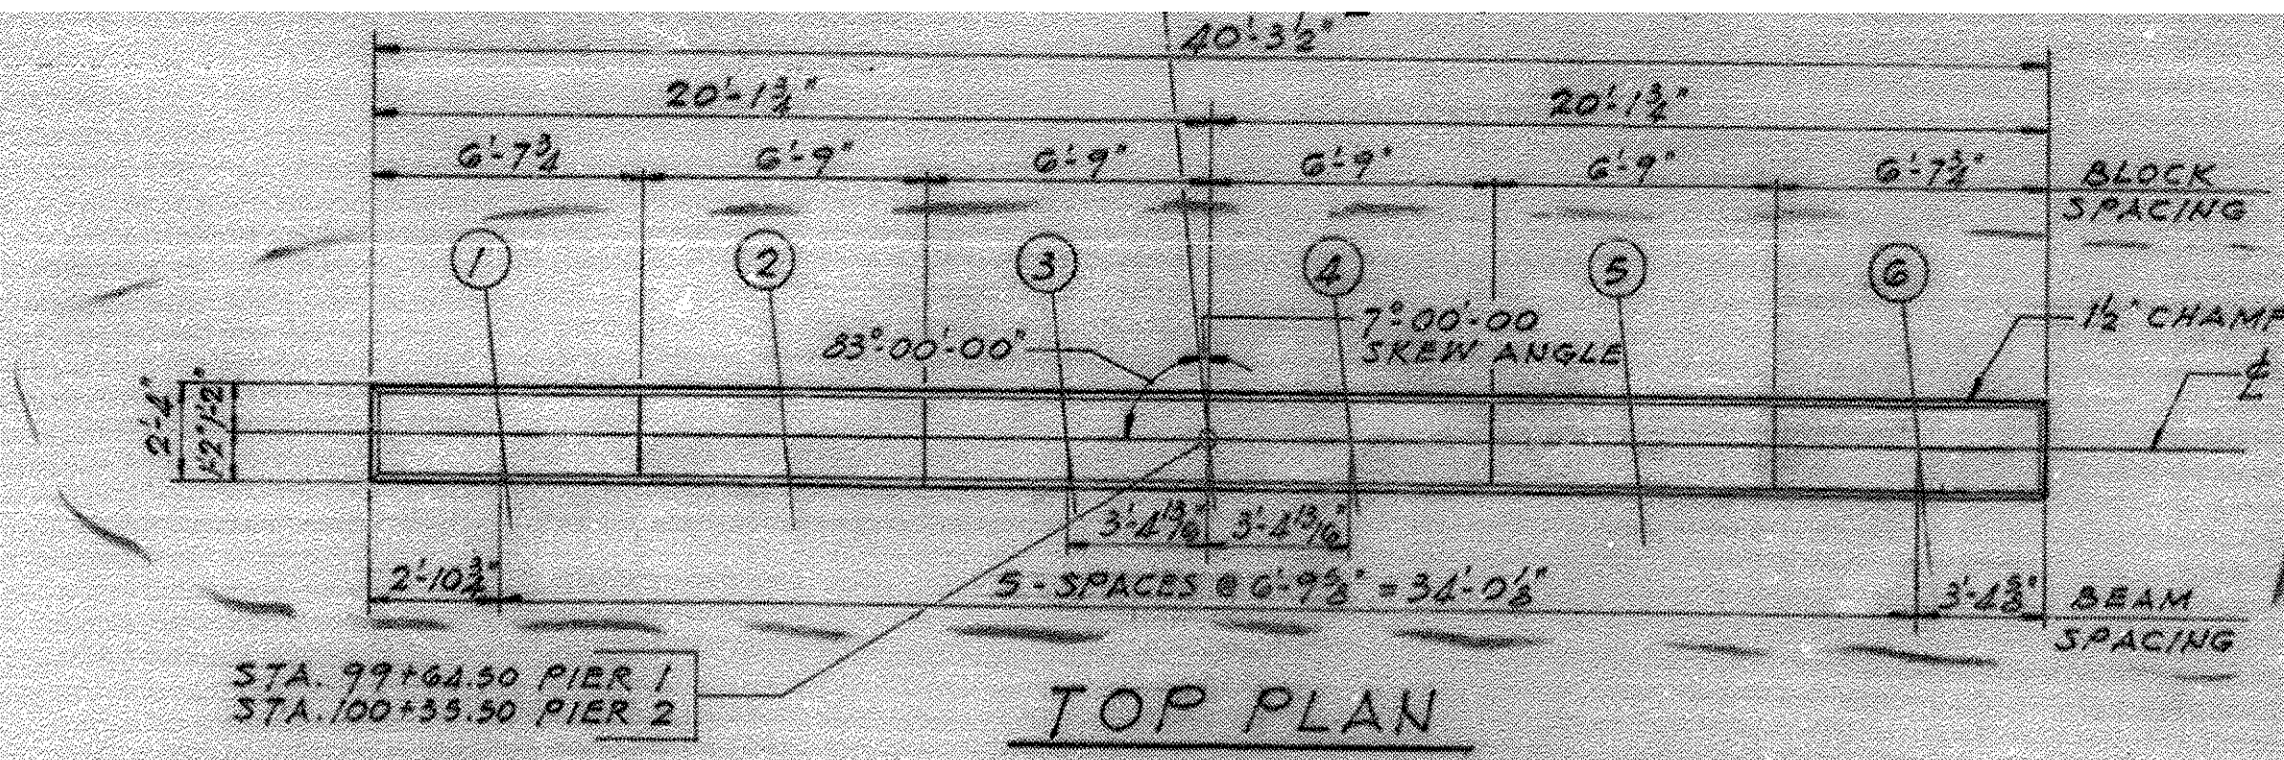 40'-3½"
20'-1¾" 20'-1¾"
6'-7¾ 6'-9" 6'-9" 6'-9" 6'-9" 6'-7¾" BLOCK
SPACING
1 2 3 4 5 6
83°-00'-00" 7°-00'-00
SKEW ANGLE
1½" CHAMF
℄
2'-4"
1'-2" 1'-2"
3'-4 13/16" 3'-4 13/16"
2'-10¾" 5 - SPACES @ 6'-9⅝" = 34'-0⅛" 3'-4⅜" BEAM
SPACING
STA. 99+64.50 PIER 1
STA. 100+35.50 PIER 2
TOP PLAN